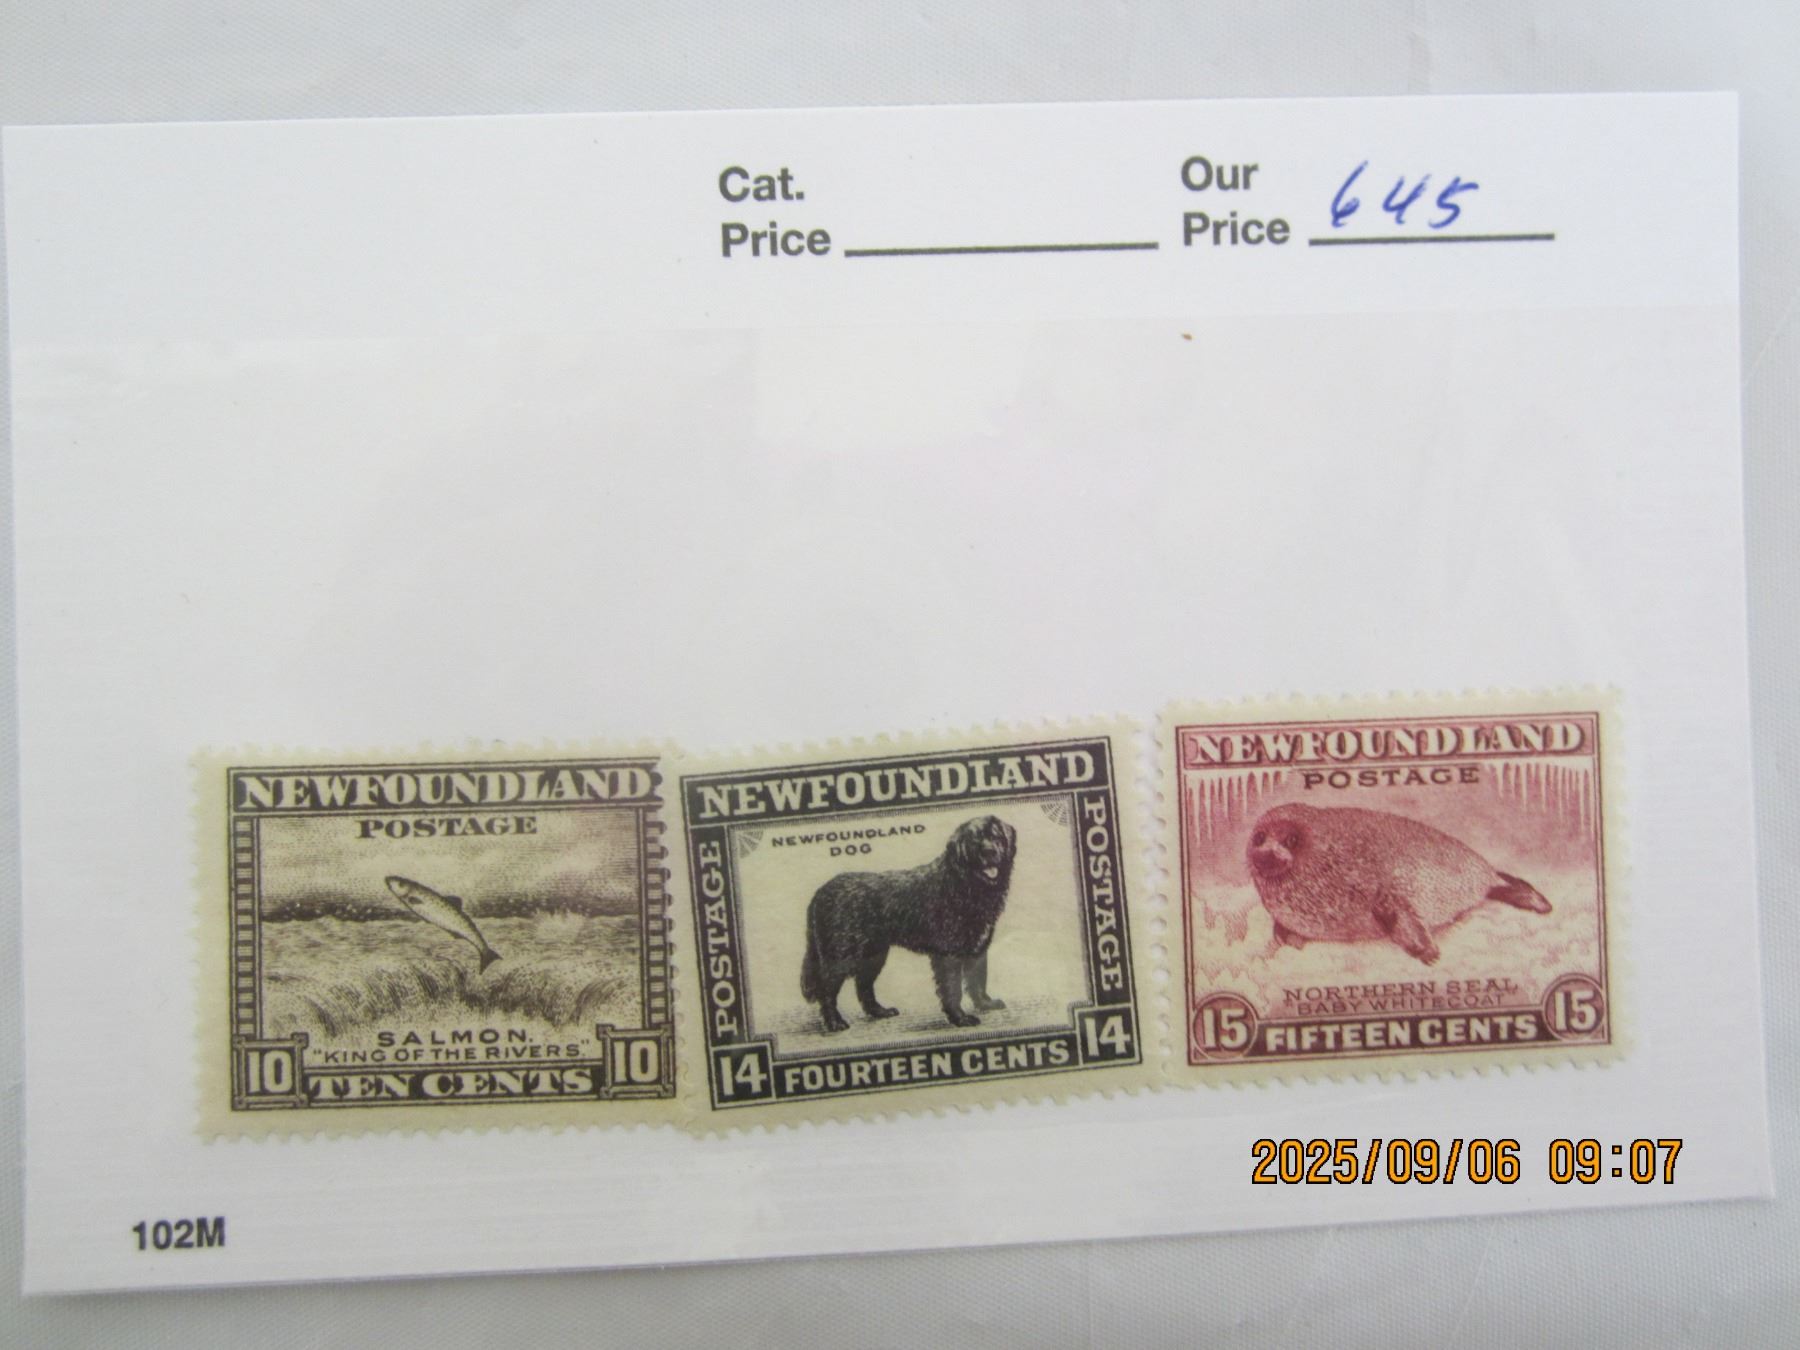 Cat.
Price
Our
Price 645
NEWFOUNDLAND
POSTAGE
SALMON.
"KING OF THE RIVERS."
10 TEN CENTS 10
NEWFOUNDLAND
POSTAGE
NEWFOUNDLAND
DOG
POSTAGE
14 FOURTEEN CENTS 14
NEWFOUNDLAND
POSTAGE
NORTHERN SEAL
"BABY WHITECOAT"
15 FIFTEEN CENTS 15
2025/09/06 09:07
102M